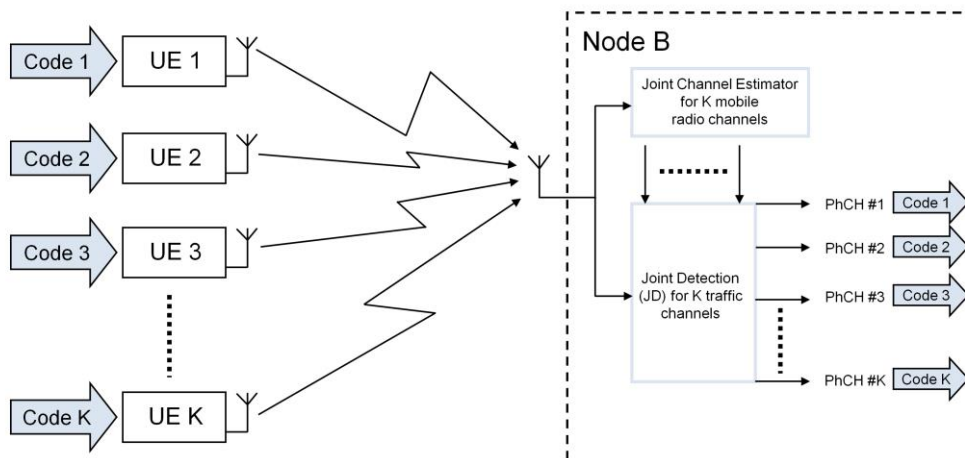 Code 1
UE 1
Code 2
UE 2
Code 3
UE 3
Code K
UE K
Node B
Joint Channel Estimator
for K mobile
radio channels
Joint Detection
(JD) for K traffic
channels
PhCH #1
Code 1
PhCH #2
Code 2
PhCH #3
Code 3
PhCH #K
Code K